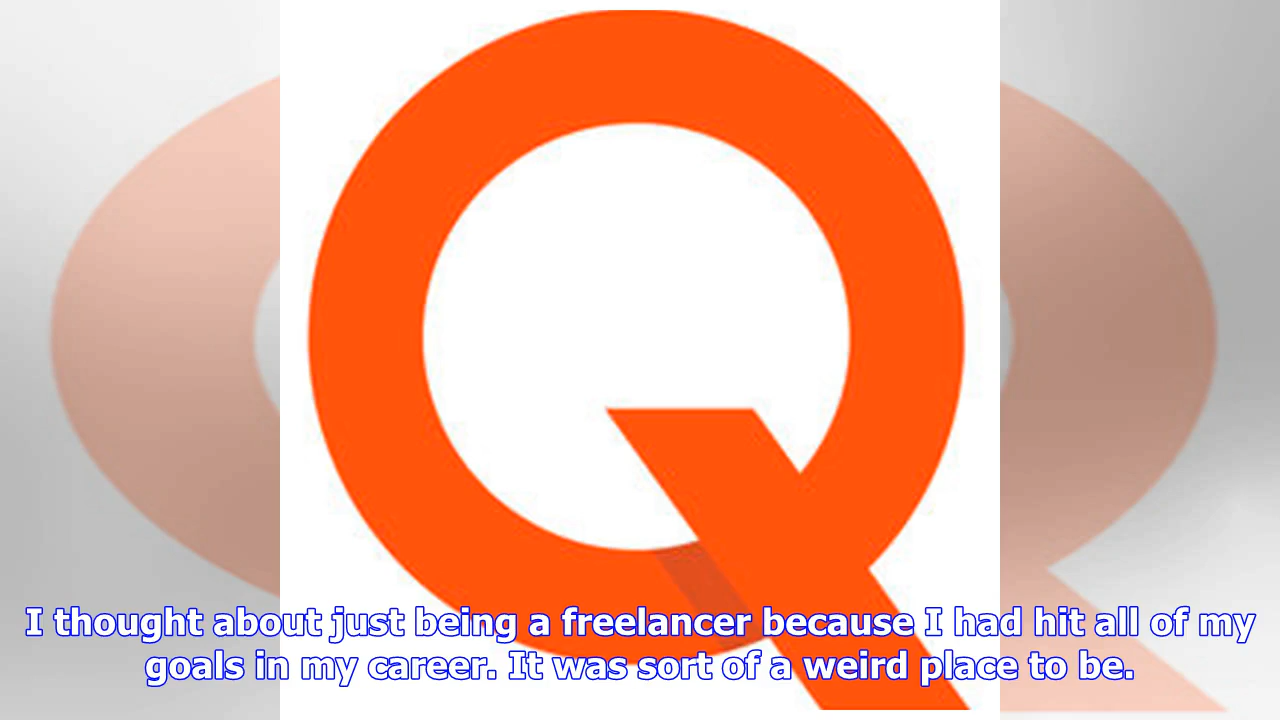 Q
I thought about just being a freelancer because I had hit all of my
goals in my career. It was sort of a weird place to be.